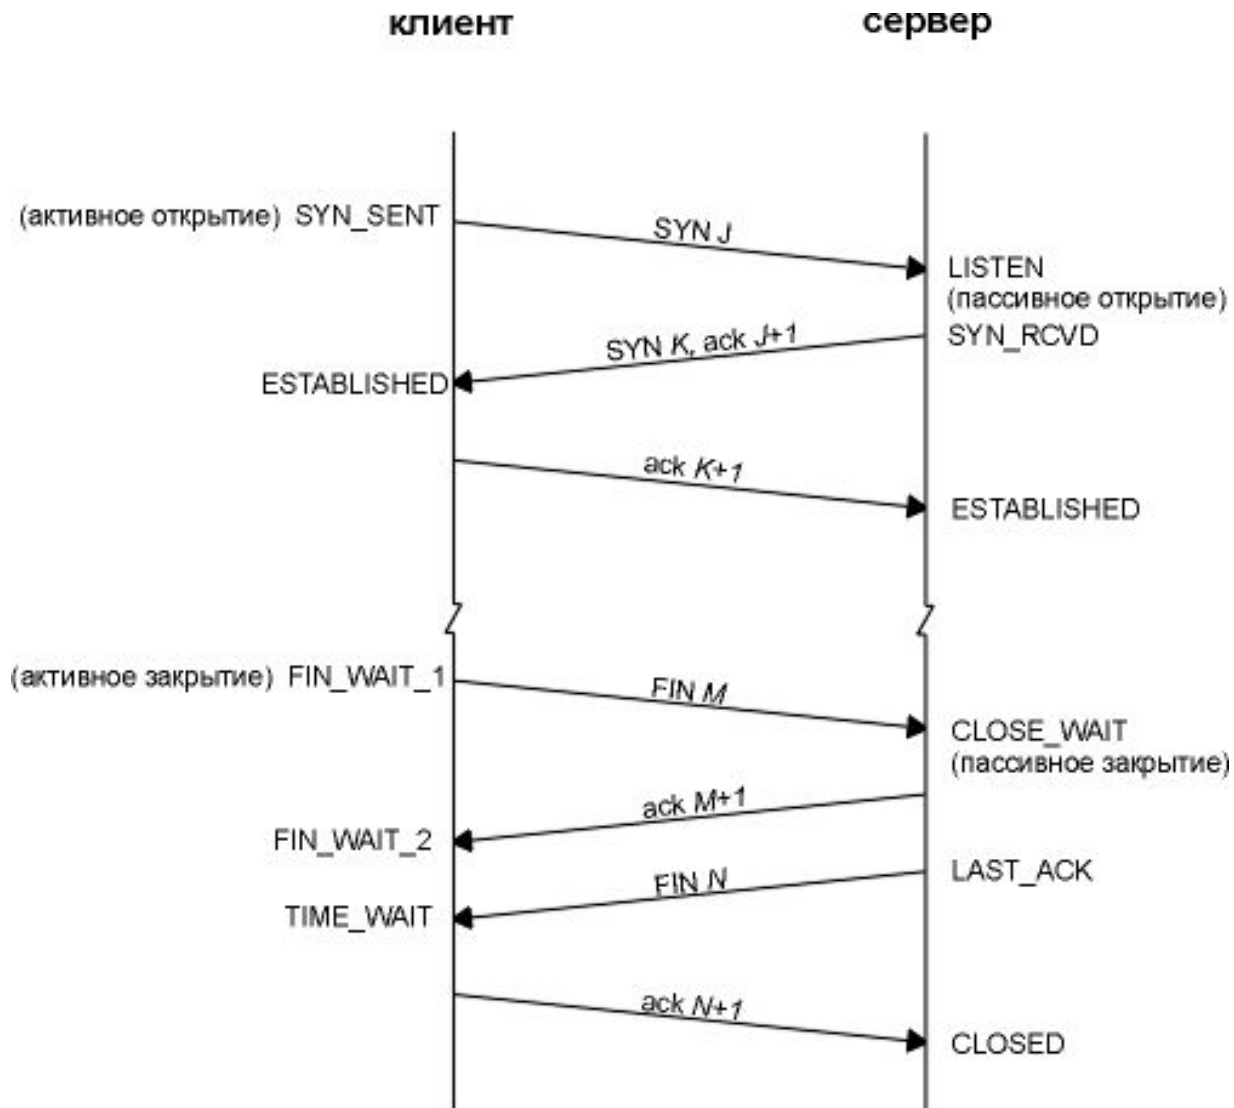 клиент
сервер
(активное открытие) SYN_SENT
SYN J
LISTEN
(пассивное открытие)
SYN_RCVD
SYN K, ack J+1
ESTABLISHED
ack K+1
ESTABLISHED
(активное закрытие) FIN_WAIT_1
FIN M
CLOSE_WAIT
(пассивное закрытие)
ack M+1
FIN_WAIT_2
LAST_ACK
FIN N
TIME_WAIT
ack N+1
CLOSED